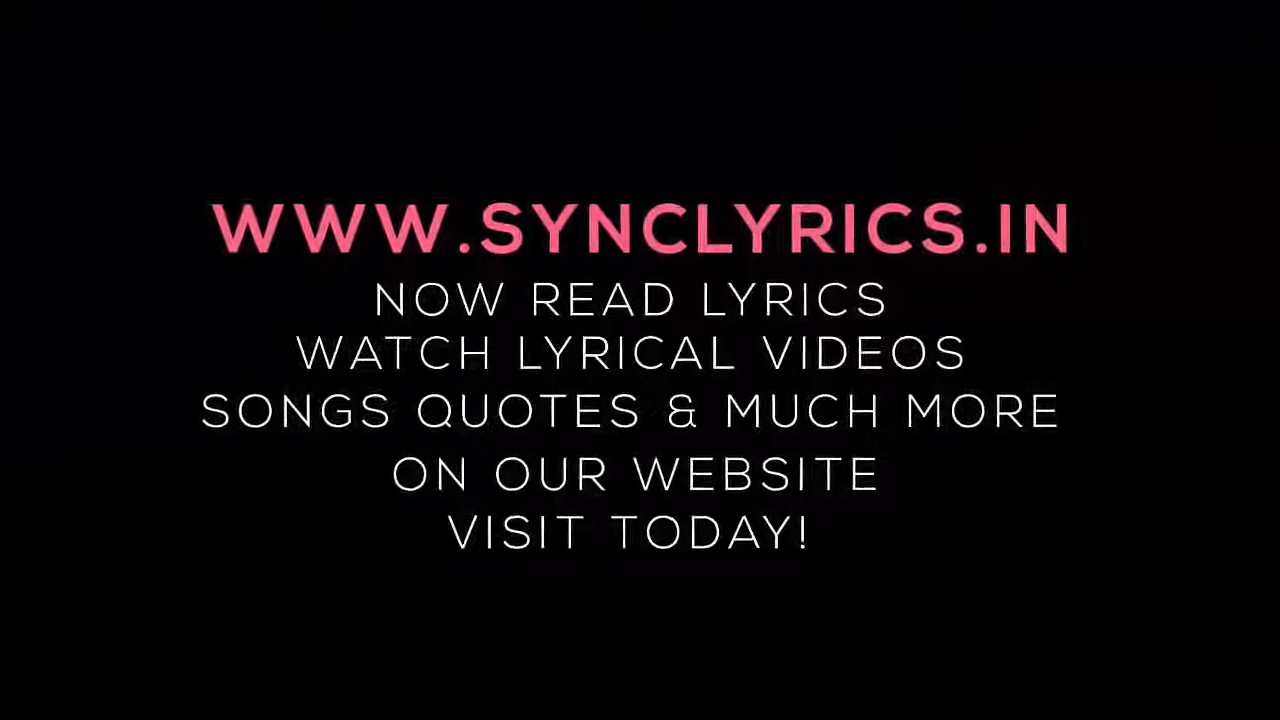 WWW.SYNCLYRICS.IN
NOW READ LYRICS
WATCH LYRICAL VIDEOS
SONGS QUOTES & MUCH MORE
ON OUR WEBSITE
VISIT TODAY!